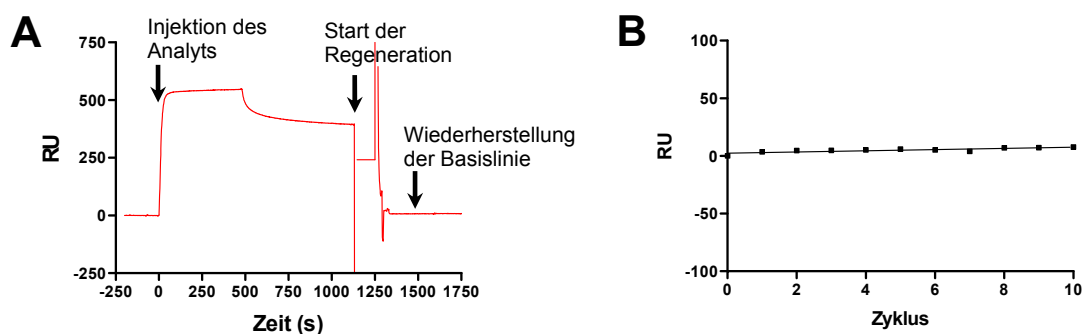 A
Injektion des
Analyts
Start der
Regeneration
Wiederherstellung
der Basislinie
RU
750
500
250
0
-250
-250 0 250 500 750 1000 1250 1500 1750
Zeit (s)
B
RU
100
50
0
-50
-100
0 2 4 6 8 10
Zyklus